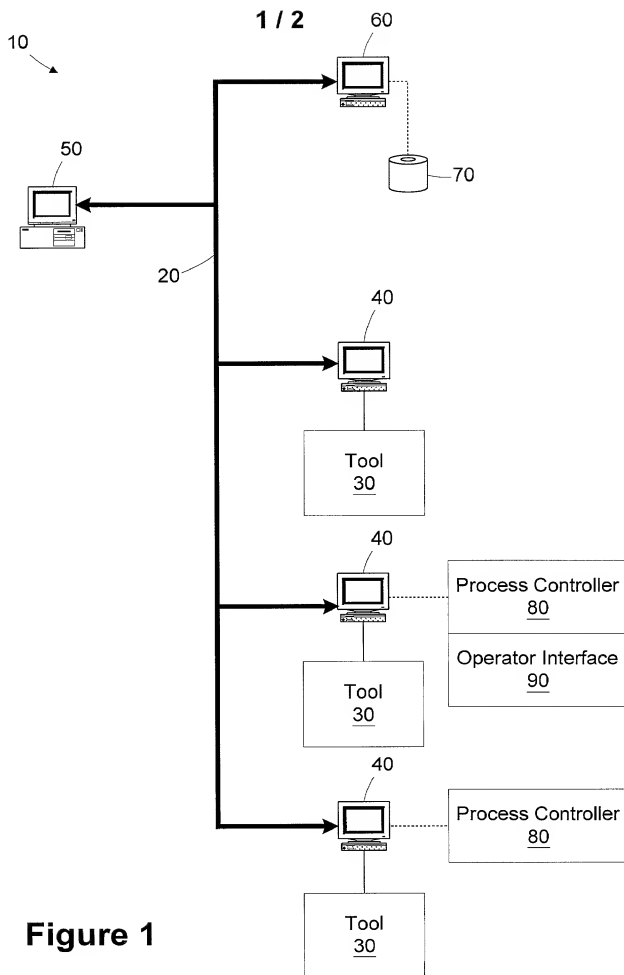 1 / 2
10
60
50
70
20
40
Tool
30
40
Process Controller
80
Operator Interface
90
Tool
30
40
Process Controller
80
Tool
30
Figure 1